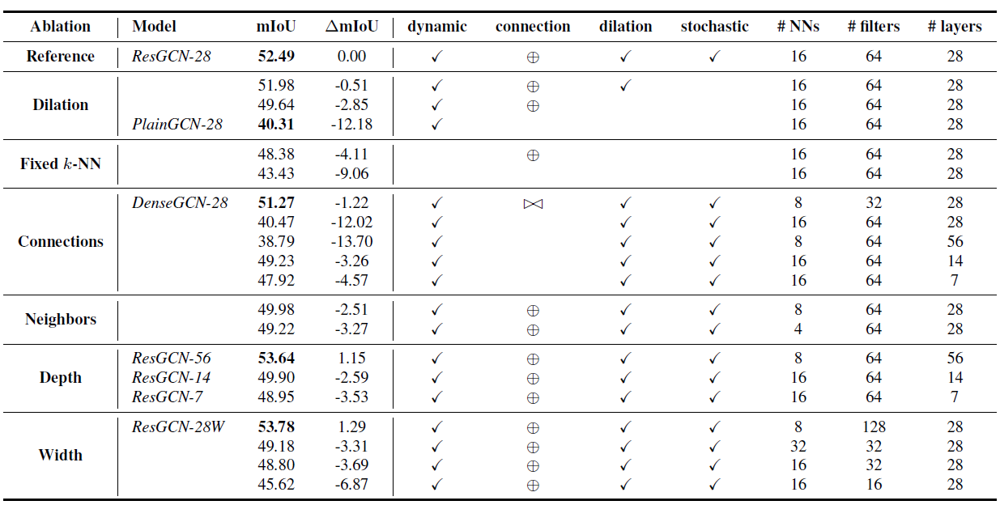 Ablation Model mIoU △mIoU dynamic connection dilation stochastic # NNs # filters # layers
Reference ResGCN-28 52.49 0.00 ✓ ⊕ ✓ ✓ 16 64 28
51.98 -0.51 ✓ ⊕ ✓ 16 64 28
Dilation 49.64 -2.85 ✓ ⊕ 16 64 28
PlainGCN-28 40.31 -12.18 ✓ 16 64 28
Fixed k-NN 48.38 -4.11 ⊕ 16 64 28
43.43 -9.06 16 64 28
DenseGCN-28 51.27 -1.22 ✓ ⋈ ✓ ✓ 8 32 28
40.47 -12.02 ✓ ✓ ✓ 16 64 28
Connections 38.79 -13.70 ✓ ✓ ✓ 8 64 56
49.23 -3.26 ✓ ✓ ✓ 16 64 14
47.92 -4.57 ✓ ✓ ✓ 16 64 7
Neighbors 49.98 -2.51 ✓ ⊕ ✓ ✓ 8 64 28
49.22 -3.27 ✓ ⊕ ✓ ✓ 4 64 28
ResGCN-56 53.64 1.15 ✓ ⊕ ✓ ✓ 8 64 56
Depth ResGCN-14 49.90 -2.59 ✓ ⊕ ✓ ✓ 16 64 14
ResGCN-7 48.95 -3.53 ✓ ⊕ ✓ ✓ 16 64 7
ResGCN-28W 53.78 1.29 ✓ ⊕ ✓ ✓ 8 128 28
Width 49.18 -3.31 ✓ ⊕ ✓ ✓ 32 32 28
48.80 -3.69 ✓ ⊕ ✓ ✓ 16 32 28
45.62 -6.87 ✓ ⊕ ✓ ✓ 16 16 28